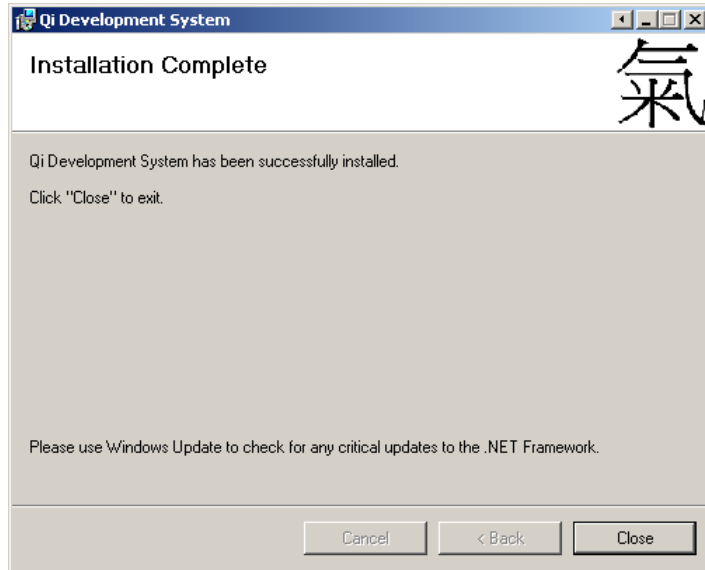 Qi Development System
Installation Complete
氣
Qi Development System has been successfully installed.
Click "Close" to exit.
Please use Windows Update to check for any critical updates to the .NET Framework.
Cancel
< Back
Close